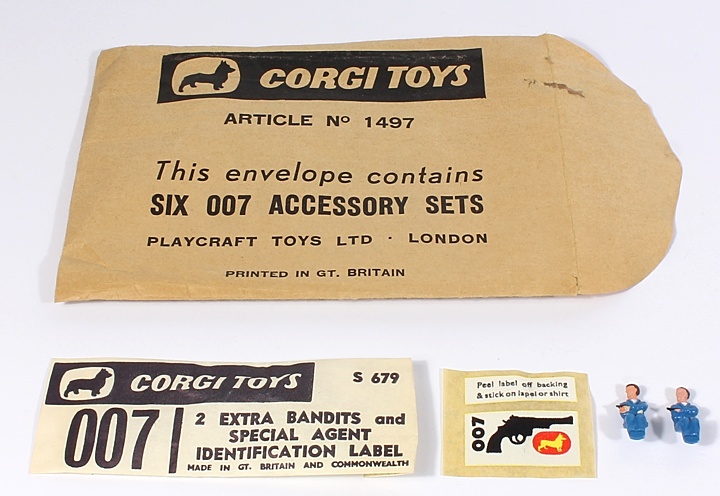 CORGI TOYS
ARTICLE Nº 1497
This envelope contains
SIX 007 ACCESSORY SETS
PLAYCRAFT TOYS LTD · LONDON
PRINTED IN GT. BRITAIN
CORGI TOYS
S 679
007
2 EXTRA BANDITS and
SPECIAL AGENT
IDENTIFICATION LABEL
MADE IN GT. BRITAIN AND COMMONWEALTH
Peel label off backing
& stick on lapel or shirt
007